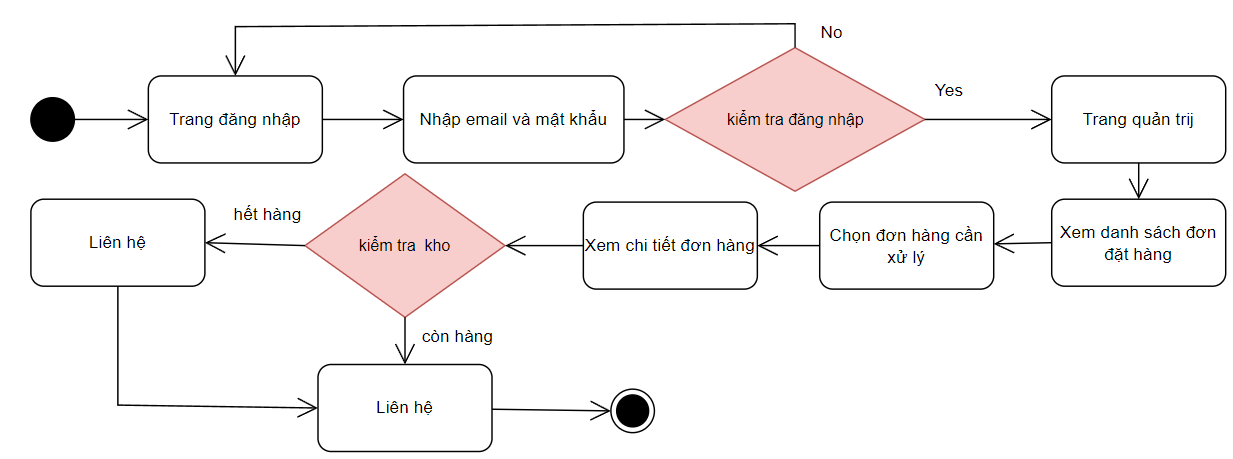 No
Trang đăng nhập
Nhập email và mật khẩu
kiểm tra đăng nhập
Yes
Trang quản trij
hết hàng
Liên hệ
kiểm tra  kho
Xem chi tiết đơn hàng
Chọn đơn hàng cần
xử lý
Xem danh sách đơn
đặt hàng
còn hàng
Liên hệ